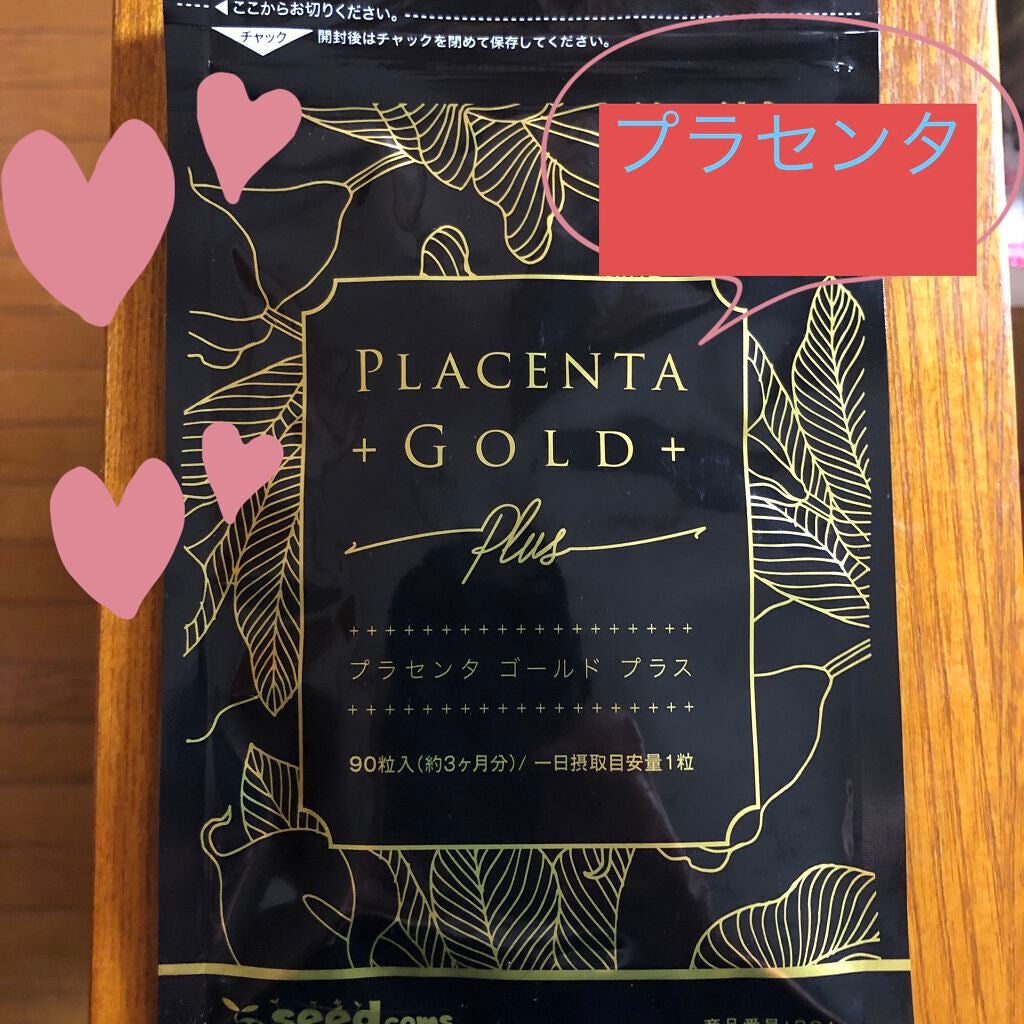 ここからお切りください。
チャック 開封後はチャックを閉めて保存してください。
プラセンタ
PLACENTA
+GOLD+
Plus
プラセンタ ゴールド プラス
90粒入(約3ヶ月分)/ 一日摂取目安量1粒
seedcoms